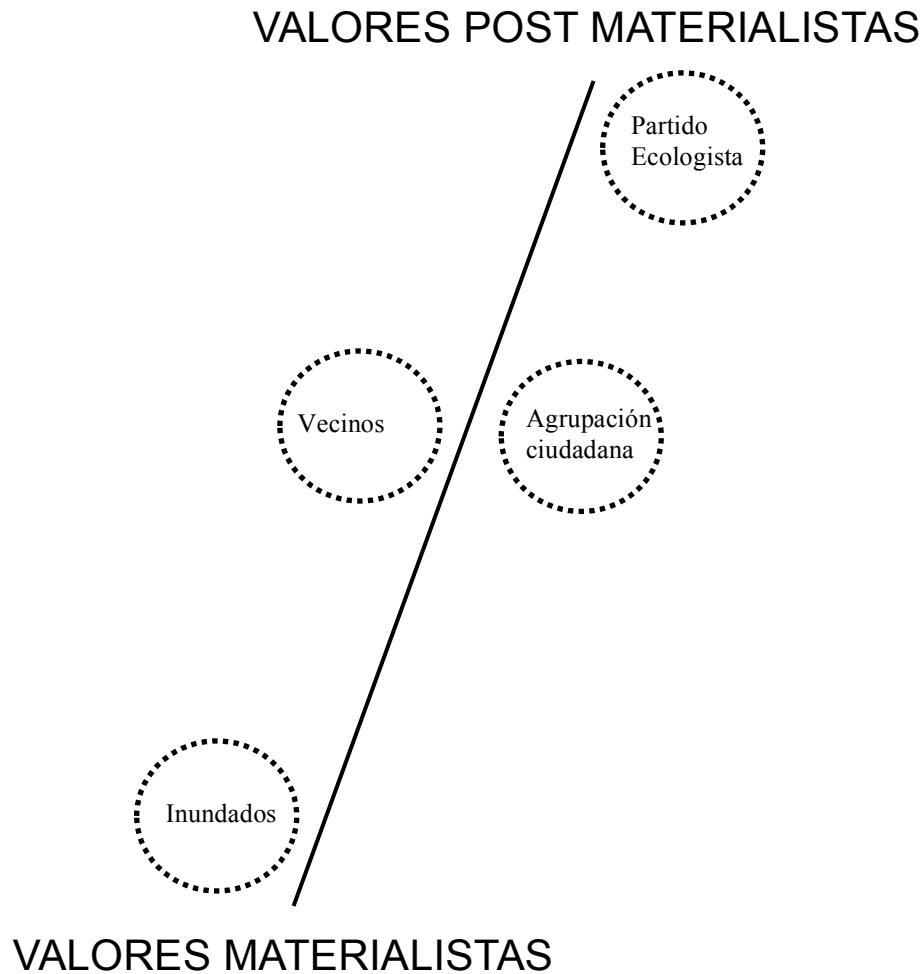 VALORES POST MATERIALISTAS
Partido
Ecologista
Vecinos
Agrupación
ciudadana
Inundados
VALORES MATERIALISTAS